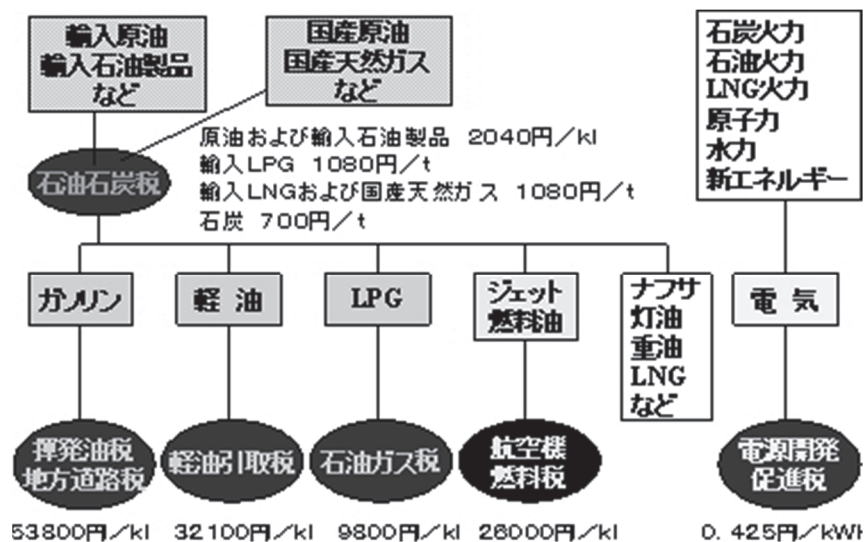 輸入原油
輸入石油製品
など
国産原油
国産天然ガス
など
石炭火力
石油火力
LNG火力
原子力
水力
新エネルギー
石油石炭税
原油および輸入石油製品 2040円／kl
輸入LPG 1080円／t
輸入LNGおよび国産天然ガス 1080円／t
石炭 700円／t
ガソリン
軽 油
LPG
ジェット
燃料油
ナフサ
灯油
重油
LNG
など
電 気
揮発油税
地方道路税
軽油引取税
石油ガス税
航空機
燃料税
電源開発
促進税
53800円／kl
32100円／kl
9800円／kl
26000円／kl
0. 425円／kWh